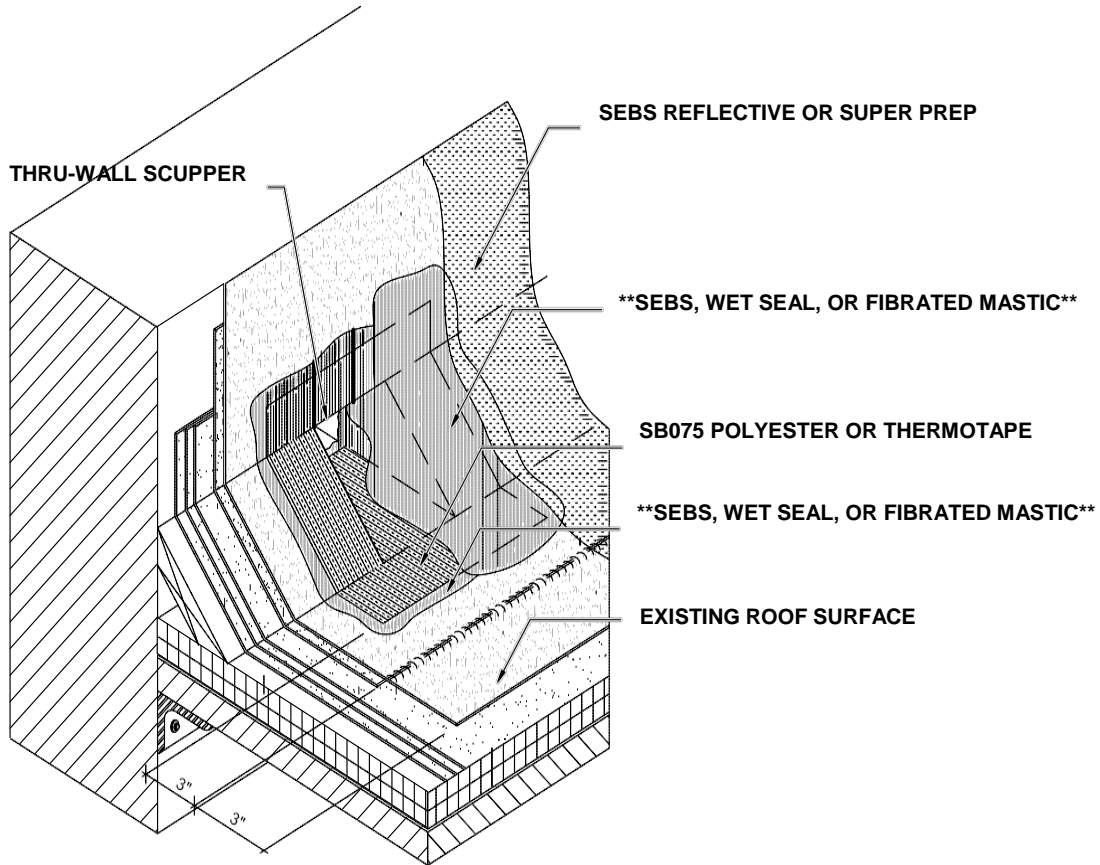 SEBS REFLECTIVE OR SUPER PREP
THRU-WALL SCUPPER
**SEBS, WET SEAL, OR FIBRATED MASTIC**
SB075 POLYESTER OR THERMOTAPE
**SEBS, WET SEAL, OR FIBRATED MASTIC**
EXISTING ROOF SURFACE
3"
3"